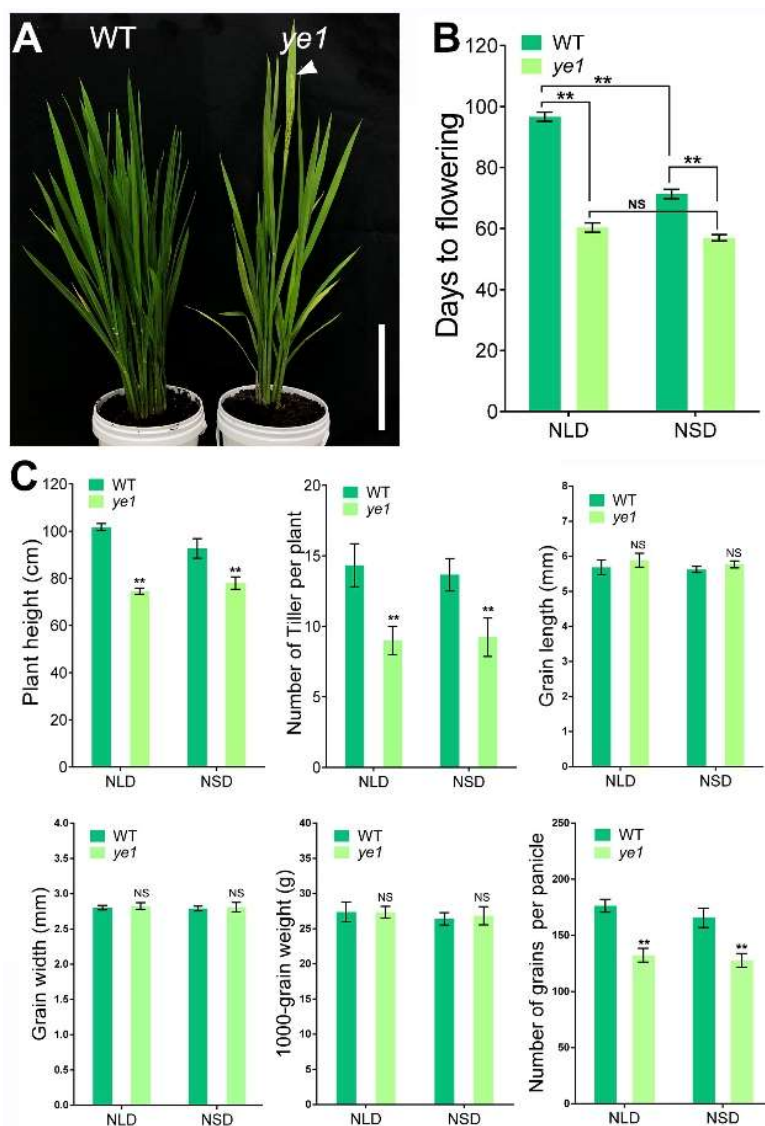 A
WT
ye1
B
WT
ye1
Days to flowering
120
100
80
60
40
20
0
**
**
**
NS
NLD
NSD
C
WT
ye1
Plant height (cm)
120
100
80
60
40
20
0
**
**
NLD
NSD
WT
ye1
Number of Tiller per plant
20
15
10
5
0
**
**
NLD
NSD
WT
ye1
Grain length (mm)
8
7
6
5
4
3
2
1
0
NS
NS
NLD
NSD
WT
ye1
Grain width (mm)
4.0
3.5
3.0
2.5
2.0
1.5
1.0
0.5
0.0
NS
NS
NLD
NSD
WT
ye1
1000-grain weight (g)
40
35
30
25
20
15
10
5
0
NS
NS
NLD
NSD
WT
ye1
Number of grains per panicle
250
200
150
100
50
0
**
**
NLD
NSD